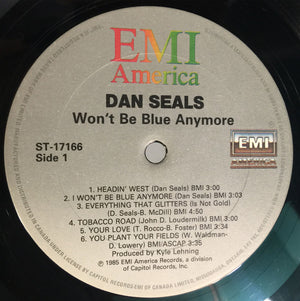 EMI
America
DAN SEALS
Won't Be Blue Anymore
ST-17166
Side 1
EMI
AMERICA
1. HEADIN' WEST (Dan Seals) BMI 3:00
2. I WON'T BE BLUE ANYMORE (Dan Seals) BMI 3:03
3. EVERYTHING THAT GLITTERS (Is Not Gold)
(D. Seals-B. McDill) BMI 4:50
4. TOBACCO ROAD (John D. Loudermilk) BMI 3:00
5. YOUR LOVE (T. Rocco-B. Foster) BMI 3:34
6. YOU PLANT YOUR FIELDS (W. Waldman-
D. Lowery) BMI/ASCAP 3:35
Produced by Kyle Lehning
Ⓟ © 1985 EMI America Records, a division
of Capitol Records, Inc.